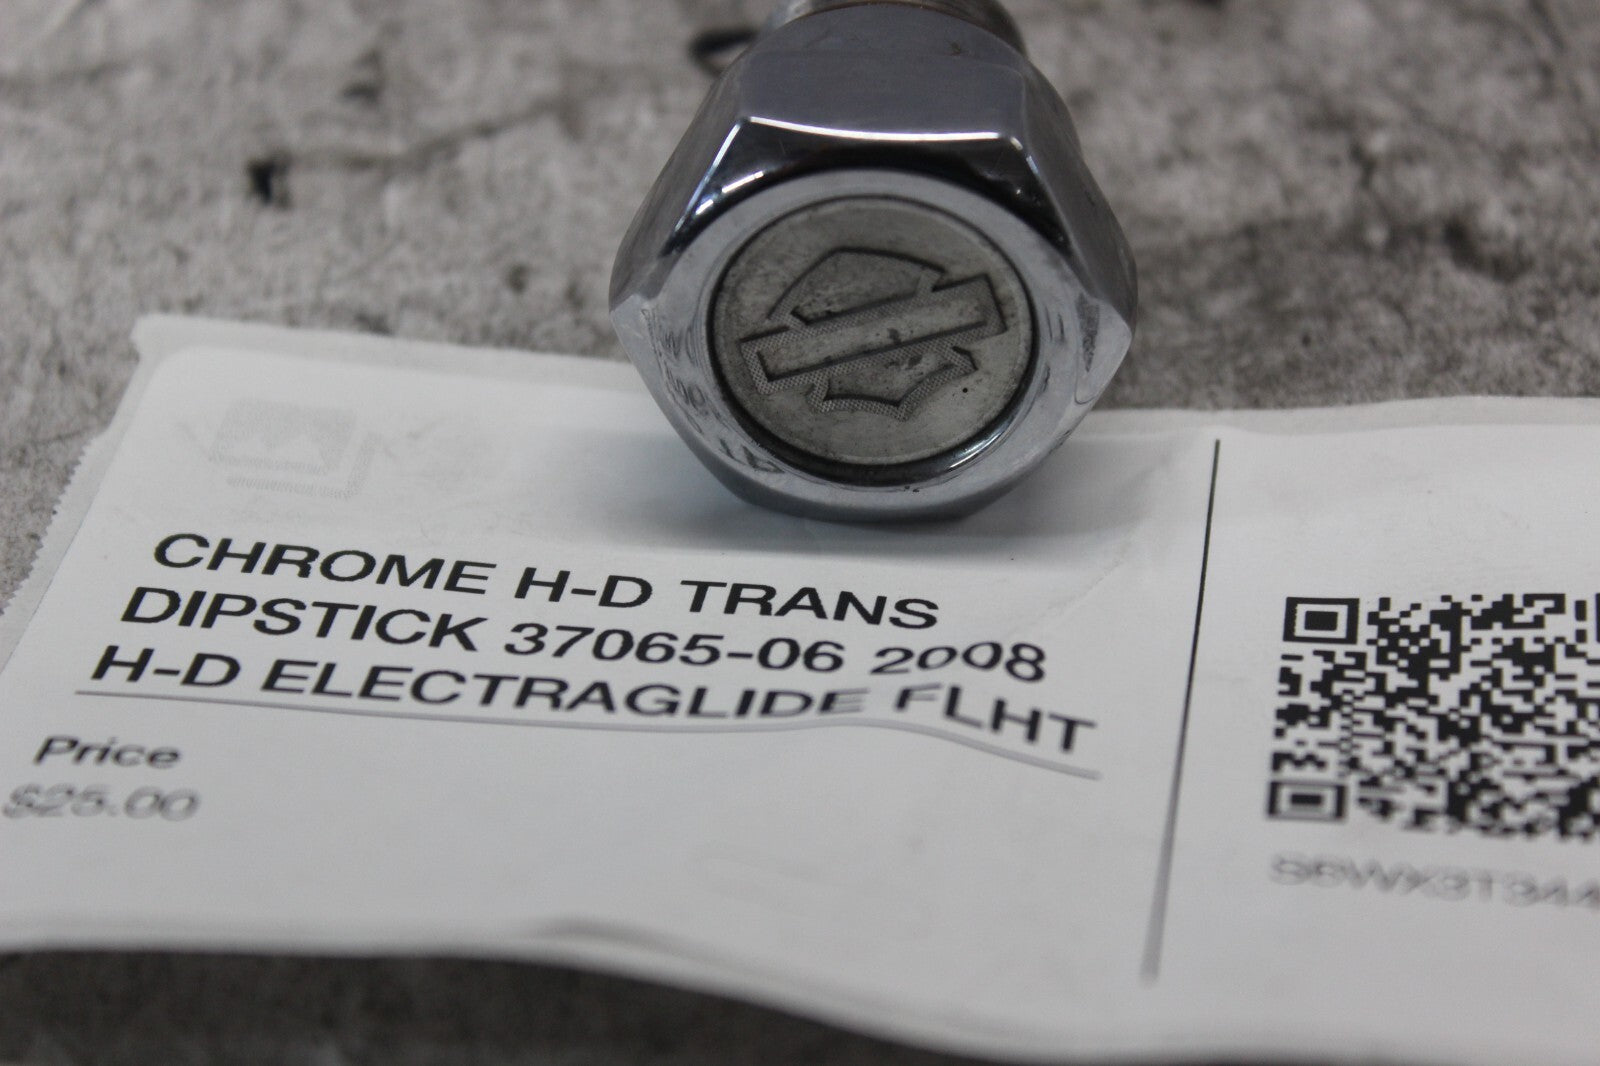 CHROME H-D TRANS
DIPSTICK 37065-06 2008
H-D ELECTRAGLIDE FLHT
Price
$25.00